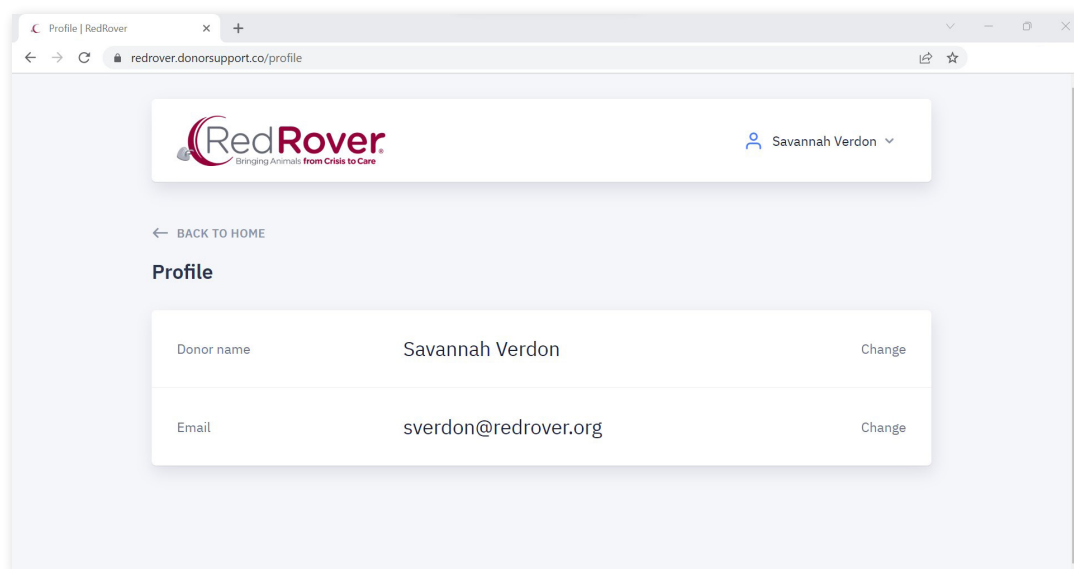 Profile | RedRover
redrover.donorsupport.co/profile
RedRover®
Bringing Animals from Crisis to Care
Savannah Verdon
BACK TO HOME
Profile
Donor name Savannah Verdon Change
Email sverdon@redrover.org Change